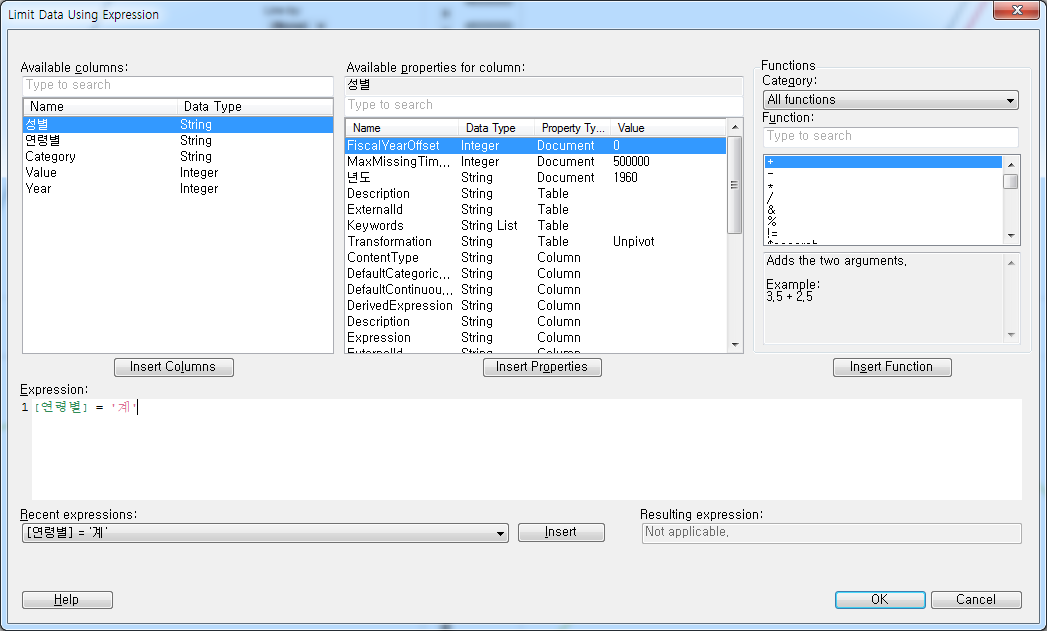 Limit Data Using Expression
Available columns:
Type to search
Name Data Type
성별 String
연령별 String
Category String
Value Integer
Year Integer
Insert Columns
Available properties for column:
성별
Type to search
Name Data Type Property Ty... Value
FiscalYearOffset Integer Document 0
MaxMissingTim... Integer Document 500000
년도 String Document 1960
Description String Table
ExternalId String Table
Keywords String List Table
Transformation String Table Unpivot
ContentType String Column
DefaultCategoric... String Column
DefaultContinuou... String Column
DerivedExpression String Column
Description String Column
Expression String Column
ExternalId String Column
Insert Properties
Functions
Category:
All functions
Function:
Type to search
+
-
*
/
&
%
!=
Adds the two arguments.
Example:
3.5 + 2.5
Insert Function
Expression:
1 [연령별] = '계'
Recent expressions:
[연령별] = '계'
Insert
Resulting expression:
Not applicable.
Help
OK
Cancel